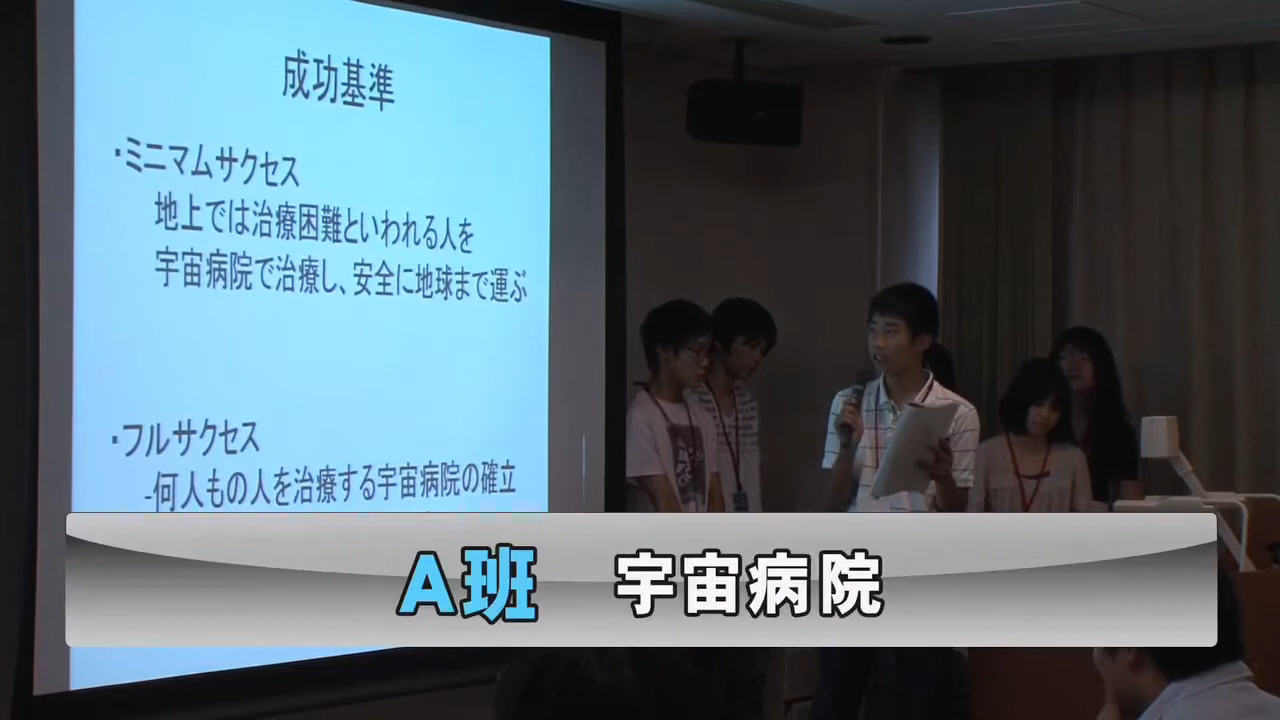 成功基準
・ミニマムサクセス
地上では治療困難といわれる人を
宇宙病院で治療し、安全に地球まで運ぶ
・フルサクセス
-何人もの人を治療する宇宙病院の確立
A班 宇宙病院